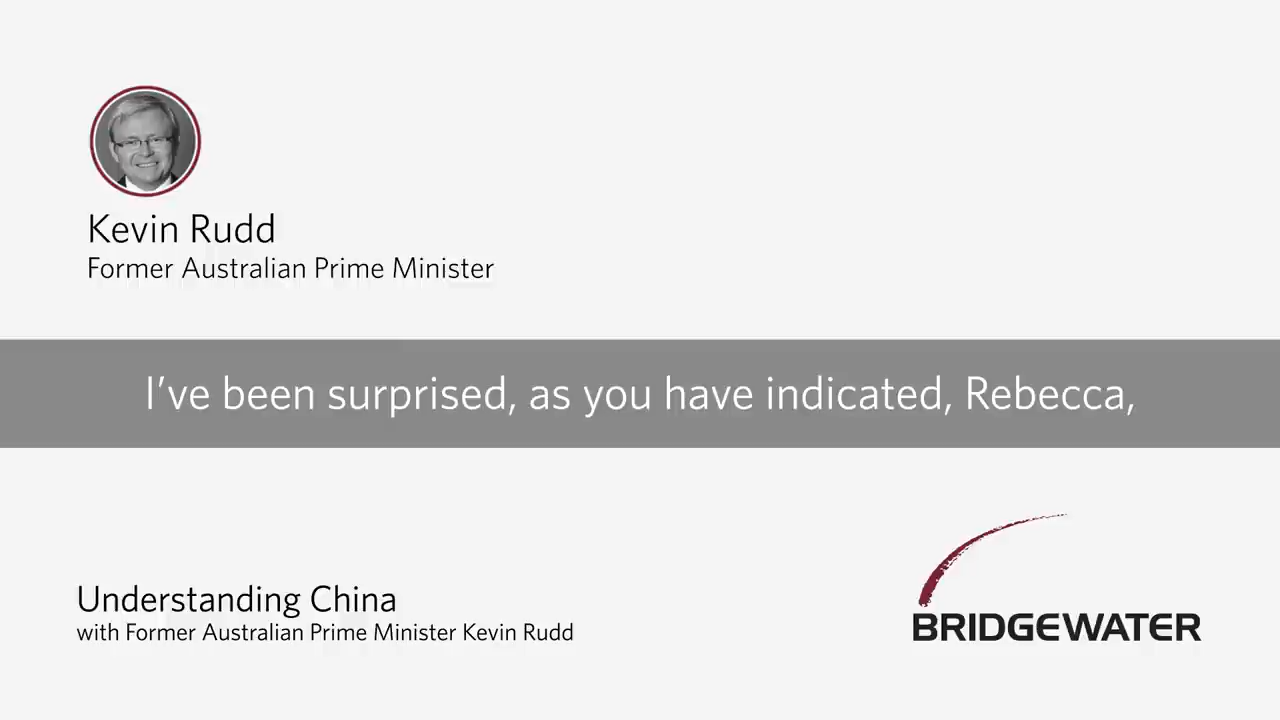 Kevin Rudd
Former Australian Prime Minister
I’ve been surprised, as you have indicated, Rebecca,
Understanding China
with Former Australian Prime Minister Kevin Rudd
BRIDGEWATER